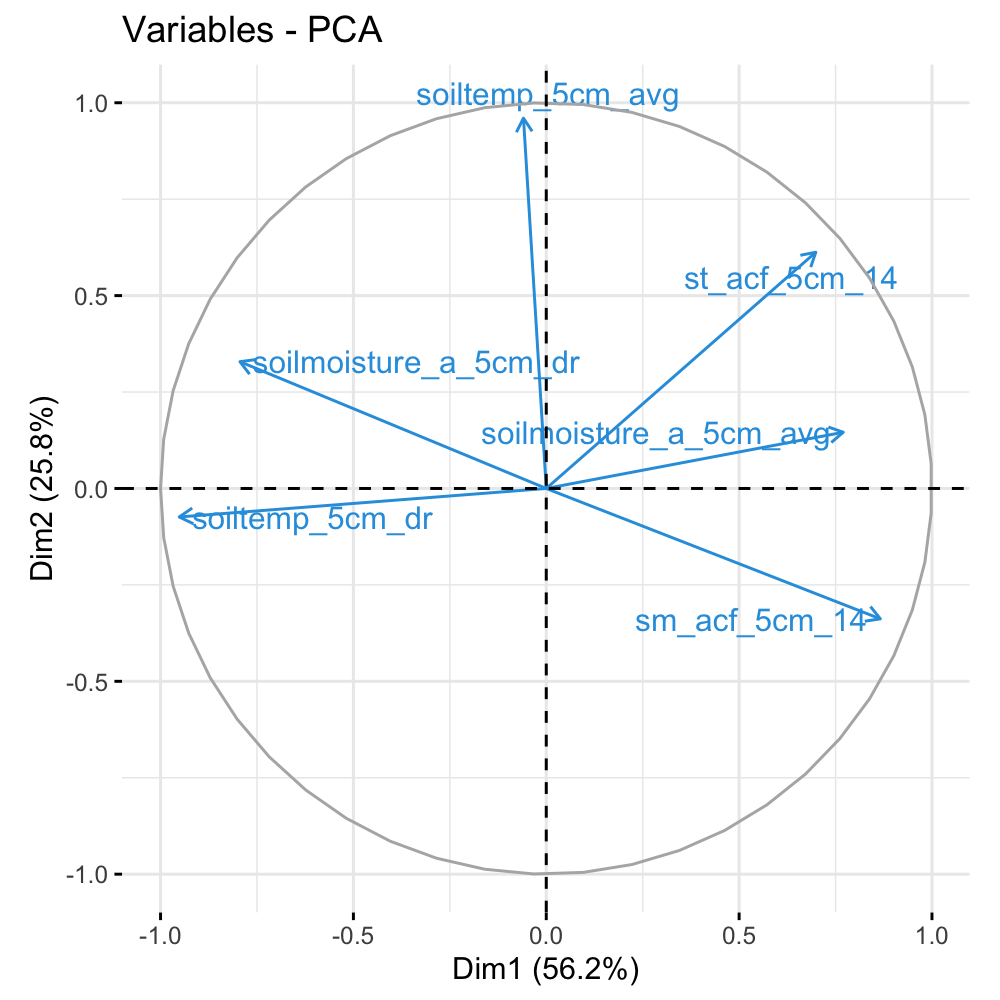 Variables - PCA
soiltemp_5cm_avg
st_acf_5cm_14
soilmoisture_a_5cm_dr
soilmoisture_a_5cm_avg
soiltemp_5cm_dr
sm_acf_5cm_14
1.0
0.5
0.0
-0.5
-1.0
Dim2 (25.8%)
-1.0 -0.5 0.0 0.5 1.0
Dim1 (56.2%)